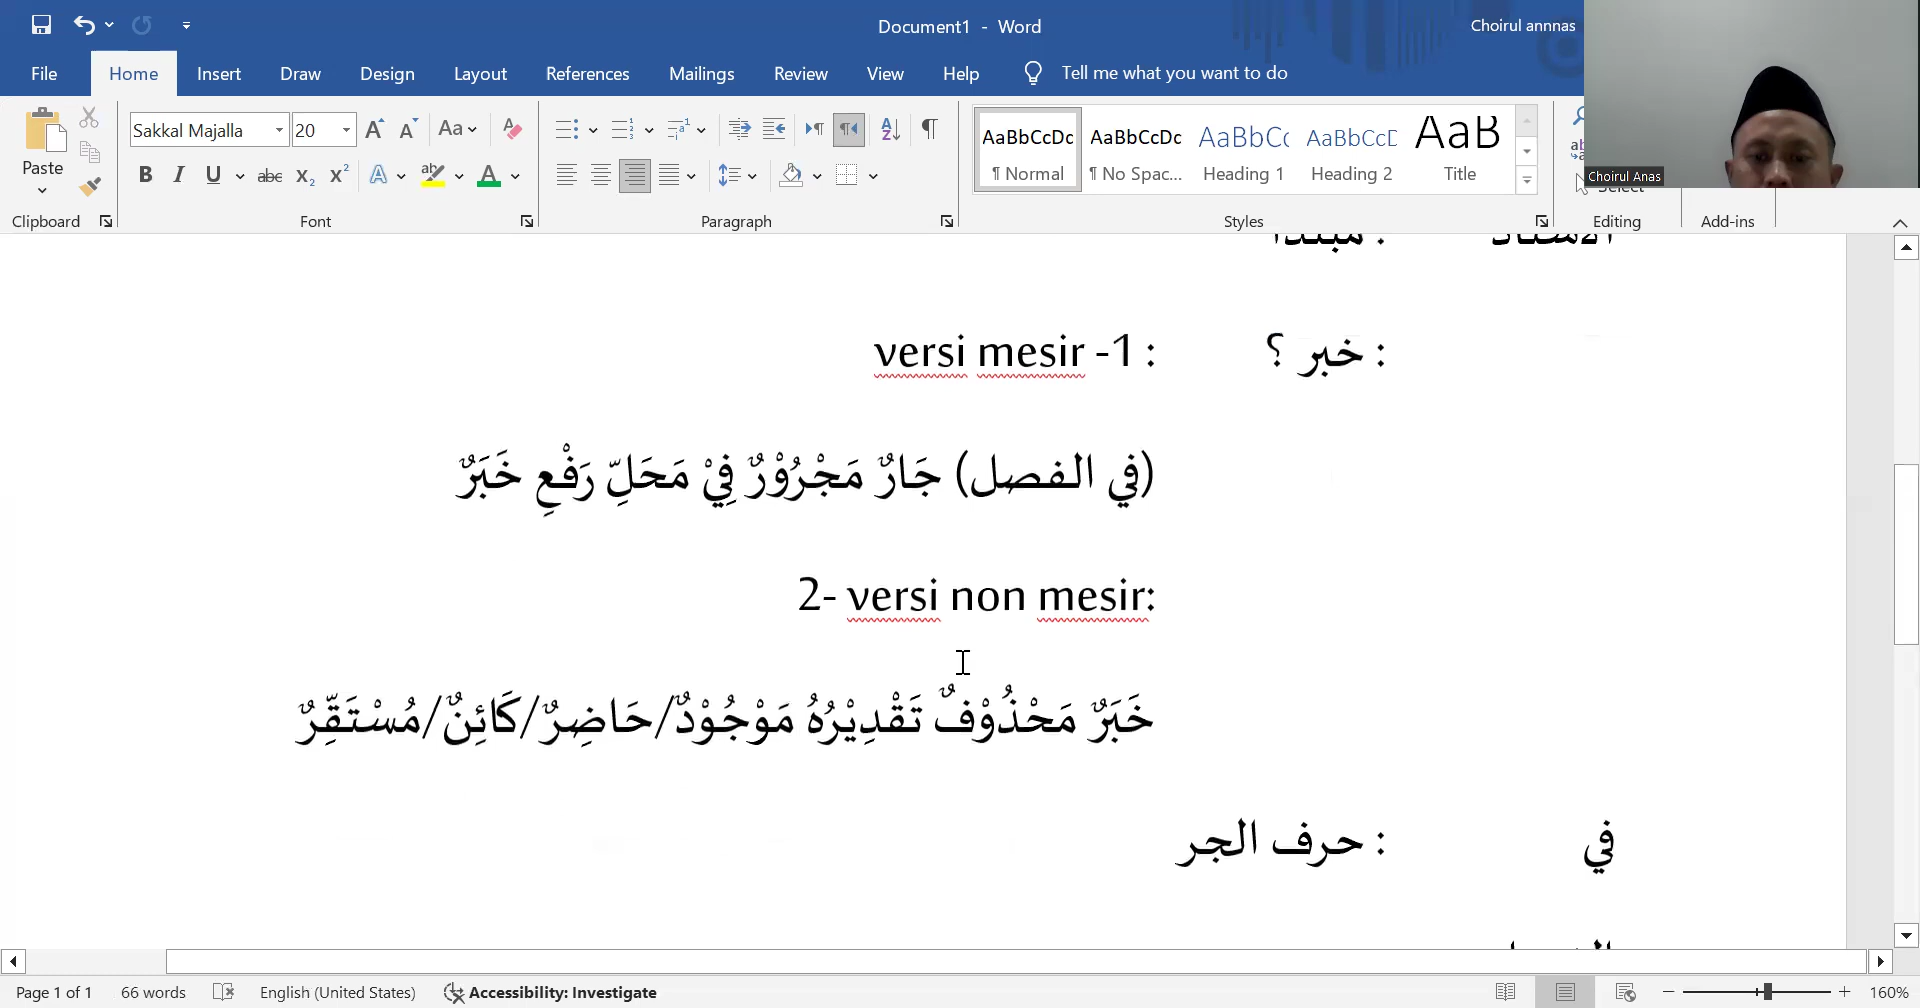 Document1 - Word
Choirul annnas
File Home Insert Draw Design Layout References Mailings Review View Help Tell me what you want to do
Sakkal Majalla 20
Paste
Clipboard
Font
Paragraph
AaBbCcDc AaBbCcDc AaBbCc AaBbCcD AaB
¶ Normal ¶ No Spac... Heading 1 Heading 2 Title
Styles
Select
Editing
Add-ins
Choirul Anas
: مبتدأ
: خبر ؟ versi mesir -1 :
(في الفصل) جَارٌ مَجْرُوْرٌ فِيْ مَحَلِّ رَفْعِ خَبَرٌ
2- versi non mesir:
خَبَرٌ مَحْذُوْفٌ تَقْدِيْرُهُ مَوْجُوْدٌ/حَاضِرٌ/كَائِنٌ/مُسْتَقِّرٌ
في : حرف الجر
Page 1 of 1 66 words English (United States) Accessibility: Investigate 160%